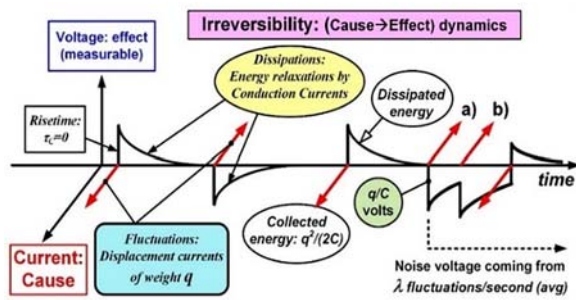 Irreversibility: (Cause→Effect) dynamics
Voltage: effect
(measurable)
Dissipations:
Energy relaxations by
Conduction Currents
Dissipated
energy
a)
b)
Risetime:
τC=0
time
q/C
volts
Current:
Cause
Fluctuations:
Displacement currents
of weight q
Collected
energy: q²/(2C)
Noise voltage coming from
λ fluctuations/second (avg)